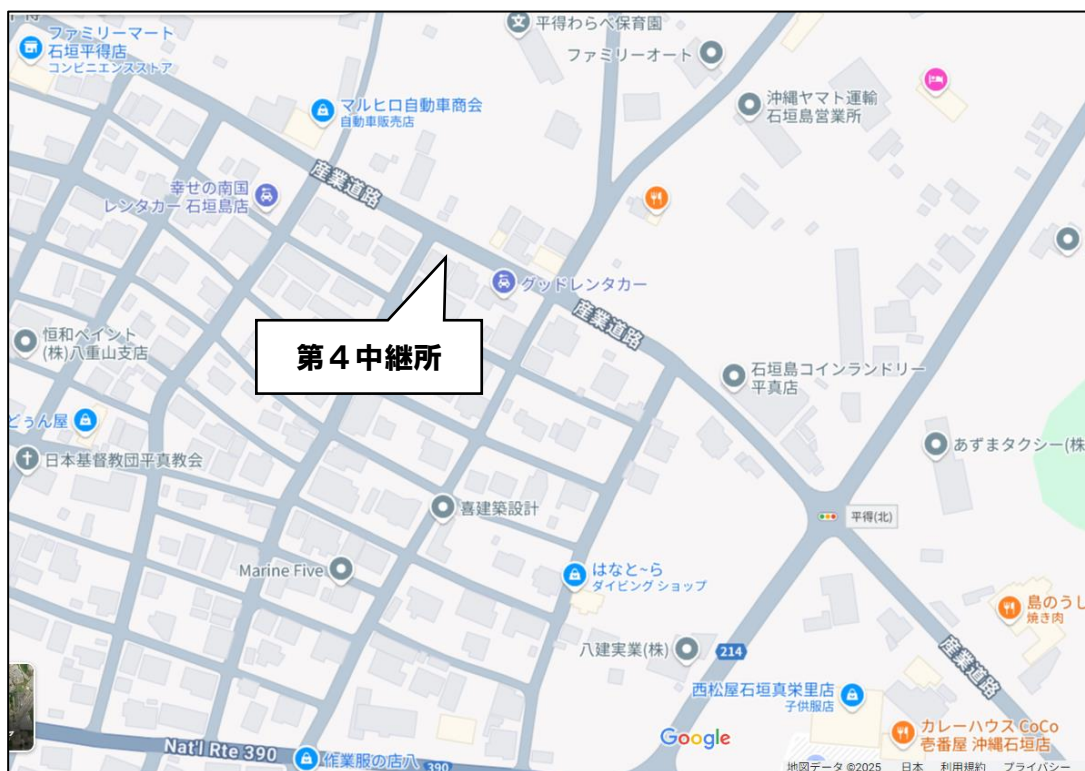 ファミリーマート
石垣平得店
コンビニエンスストア
平得わらべ保育園
ファミリーオート
マルヒロ自動車商会
自動車販売店
沖縄ヤマト運輸
石垣島営業所
産業道路
幸せの南国
レンタカー 石垣島店
グッドレンタカー
産業道路
第4中継所
恒和ペイント
(株)八重山支店
石垣島コインランドリー
平真店
どぅん屋
日本基督教団平真教会
あずまタクシー(株
喜建築設計
平得(北)
Marine Five
はなと~ら
ダイビング ショップ
島のうし
焼き肉
八建実業(株)
214
産業道路
西松屋石垣真栄里店
子供服店
カレーハウス CoCo
壱番屋 沖縄石垣店
Google
Nat'l Rte 390
作業服の店八
390
地図データ ©2025 日本 利用規約 プライバシー